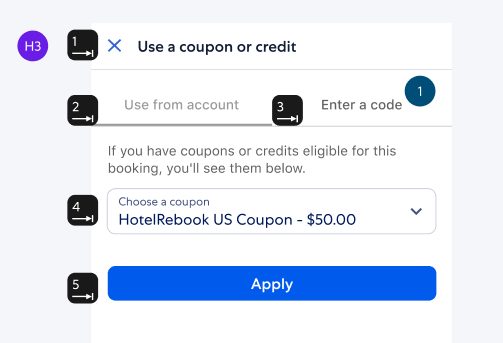 H3
1
Use a coupon or credit
2
Use from account
3
Enter a code
1
If you have coupons or credits eligible for this
booking, you'll see them below.
4
Choose a coupon
HotelRebook US Coupon - $50.00
5
Apply